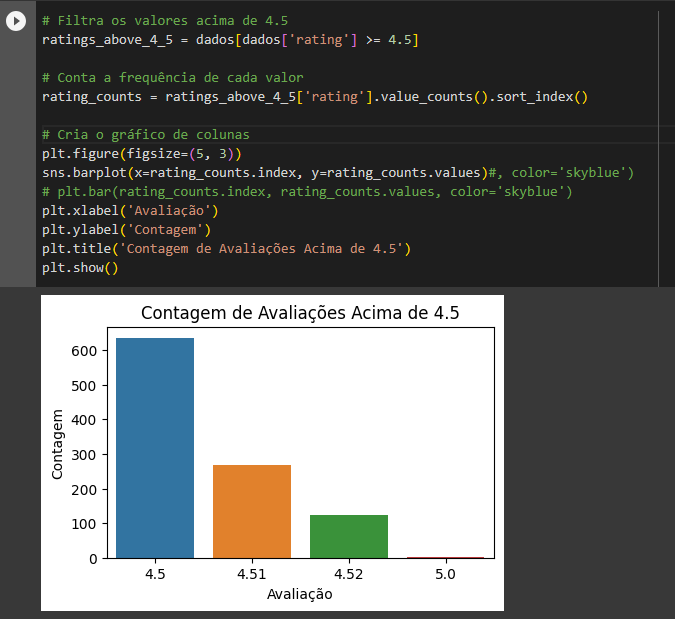 # Filtra os valores acima de 4.5
ratings_above_4_5 = dados[dados['rating'] >= 4.5]
# Conta a frequência de cada valor
rating_counts = ratings_above_4_5['rating'].value_counts().sort_index()
# Cria o gráfico de colunas
plt.figure(figsize=(5, 3))
sns.barplot(x=rating_counts.index, y=rating_counts.values)#, color='skyblue')
# plt.bar(rating_counts.index, rating_counts.values, color='skyblue')
plt.xlabel('Avaliação')
plt.ylabel('Contagem')
plt.title('Contagem de Avaliações Acima de 4.5')
plt.show()
Contagem de Avaliações Acima de 4.5
Contagem
600
500
400
300
200
100
0
4.5 4.51 4.52 5.0
Avaliação